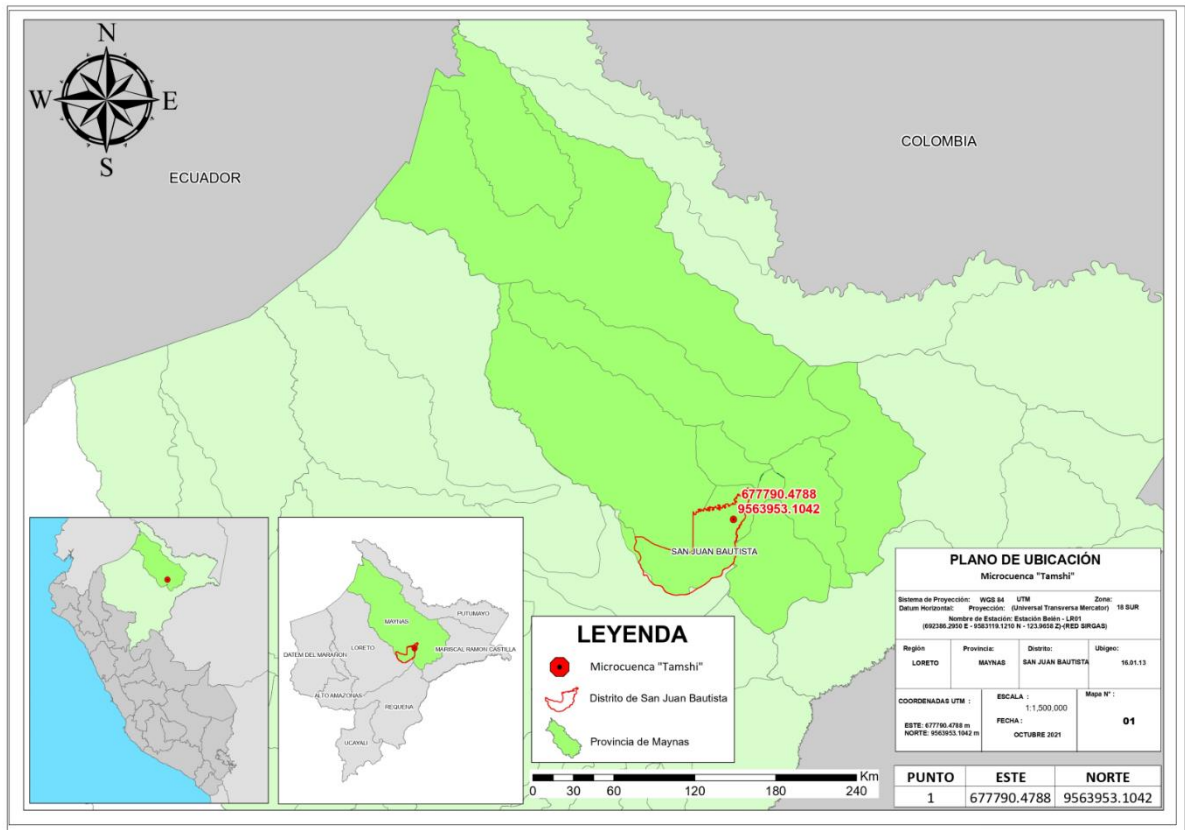 N
W E
S
ECUADOR
COLOMBIA
677790.4788
9563953.1042
SAN JUAN BAUTISTA
PUTUMAYO
MAYNAS
LORETO
MARISCAL RAMON CASTILLA
DATEM DEL MARAÑON
ALTO AMAZONAS
REQUENA
UCAYALI
LEYENDA
Microcuenca "Tamshi"
Distrito de San Juan Bautista
Provincia de Maynas
0 15 30 60 120 180 240 Km
PLANO DE UBICACIÓN
Microcuenca "Tamshi"
Sistema de Proyección: WGS 84 UTM Zona:
Datum Horizontal: Proyección: (Universal Transversa Mercator) 18 SUR
Nombre de Estación: Estación Belén - LR01
(692386.2950 E - 9583119.1210 N - 123.9658 Z)-(RED SIRGAS)
Región Provincia: Distrito: Ubigeo:
LORETO MAYNAS SAN JUAN BAUTISTA 16.01.13
COORDENADAS UTM :
ESTE: 677790.4788 m
NORTE: 9563953.1042 m
ESCALA :
1:1,500,000
FECHA :
OCTUBRE 2021
Mapa N° :
01
PUNTO ESTE NORTE
1 677790.4788 9563953.1042